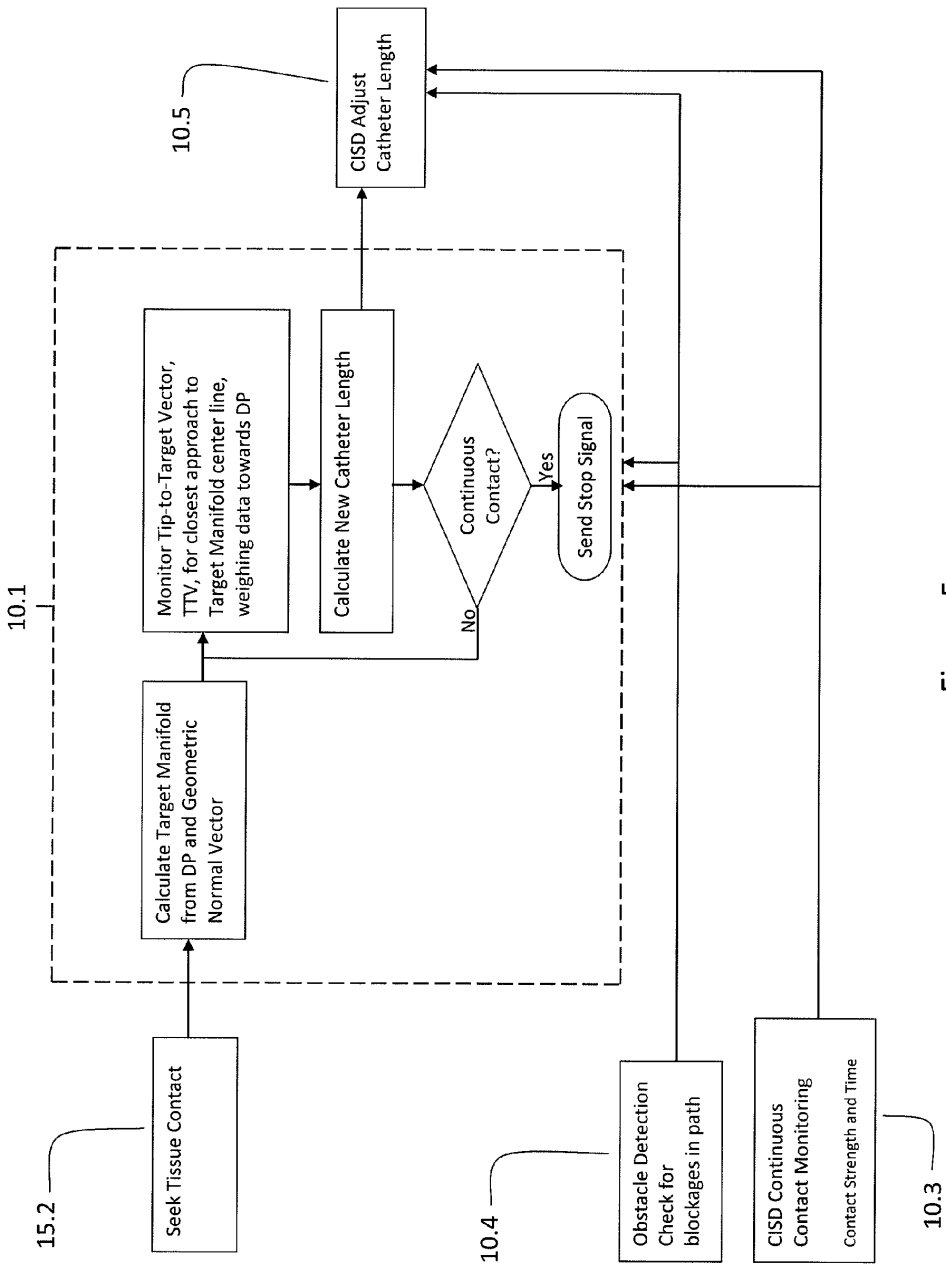 10.1
15.2
Seek Tissue Contact
Calculate Target Manifold
from DP and Geometric
Normal Vector
Monitor Tip-to-Target Vector,
TTV, for closest approach to
Target Manifold center line,
weighing data towards DP
Calculate New Catheter Length
Continuous
Contact?
No
Yes
Send Stop Signal
10.5
CISD Adjust
Catheter Length
10.4
Obstacle Detection
Check for
blockages in path
CISD Continuous
Contact Monitoring
Contact Strength and Time
10.3